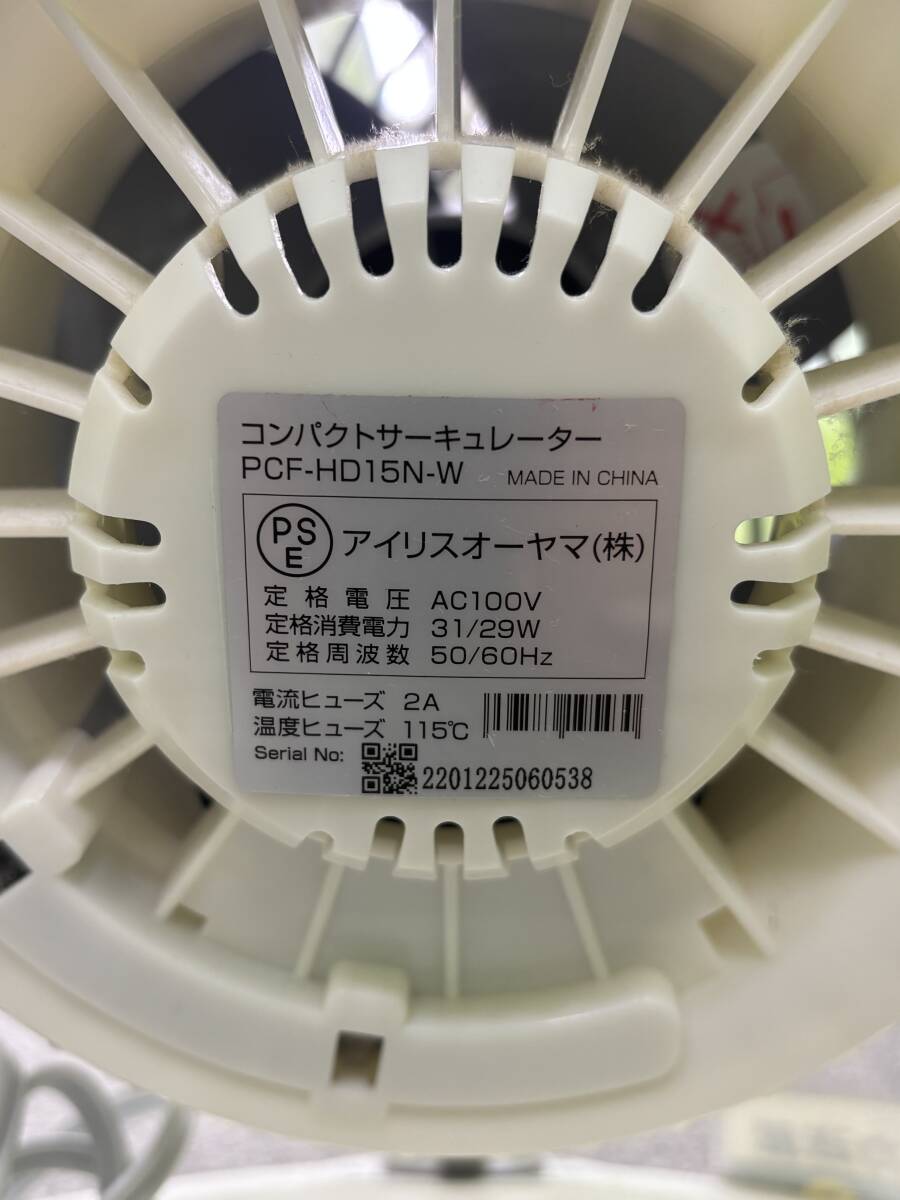 コンパクトサーキュレーター
PCF-HD15N-W MADE IN CHINA
PSE アイリスオーヤマ(株)
定格電圧 AC100V
定格消費電力 31/29W
定格周波数 50/60Hz
電流ヒューズ 2A
温度ヒューズ 115℃
Serial No: 2201225060538